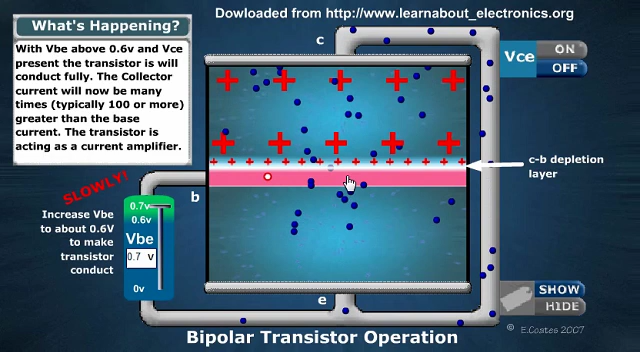 Dowloaded from http://www.learnabout_electronics.org
What's Happening?
With Vbe above 0.6v and Vce
present the transistor is will
conduct fully. The Collector
current will now be many
times (typically 100 or more)
greater than the base
current. The transistor is
acting as a current amplifier.
c
Vce
ON
OFF
c-b depletion
layer
SLOWLY!
b
Increase Vbe
to about 0.6V
to make
transistor
conduct
0.7v
0.6v
Vbe
0.7 v
0v
e
SHOW
HIDE
© E.Coates 2007
Bipolar Transistor Operation